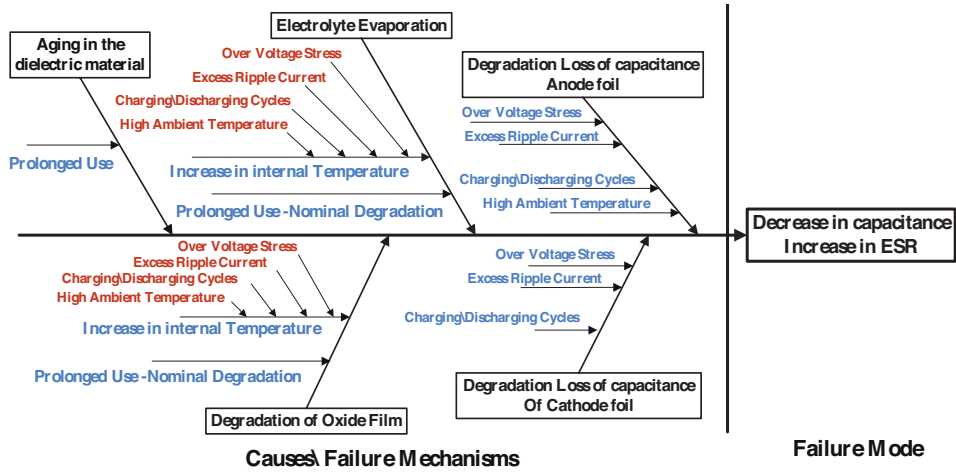 Aging in the
dielectric material
Prolonged Use
Electrolyte Evaporation
Over Voltage Stress
Excess Ripple Current
Charging\Discharging Cycles
High Ambient Temperature
Increase in internal Temperature
Prolonged Use -Nominal Degradation
Degradation Loss of capacitance
Anode foil
Over Voltage Stress
Excess Ripple Current
Charging\Discharging Cycles
High Ambient Temperature
Decrease in capacitance
Increase in ESR
Over Voltage Stress
Excess Ripple Current
Charging\Discharging Cycles
High Ambient Temperature
Increase in internal Temperature
Prolonged Use -Nominal Degradation
Degradation of Oxide Film
Over Voltage Stress
Excess Ripple Current
Charging\Discharging Cycles
Degradation Loss of capacitance
Of Cathode foil
Causes\ Failure Mechanisms
Failure Mode